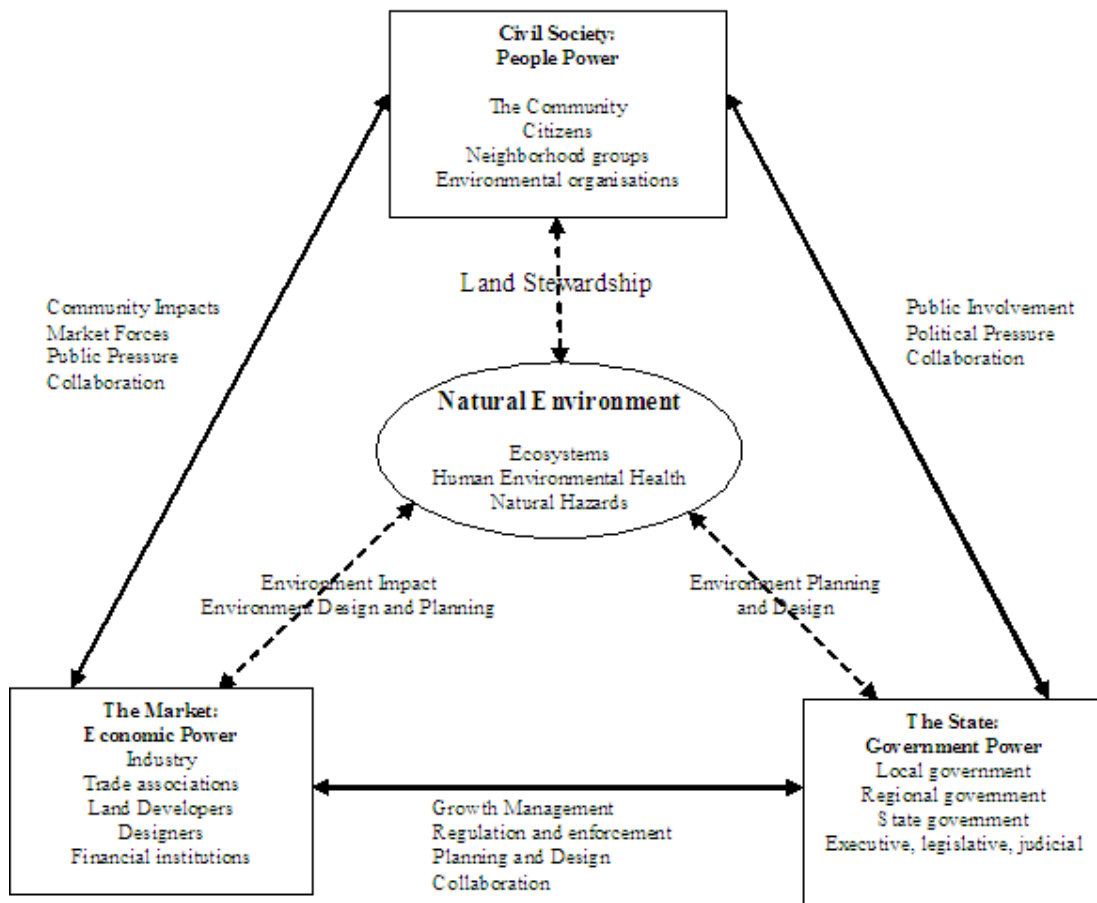 Civil Society:
People Power
The Community
Citizens
Neighborhood groups
Environmental organisations
Land Stewardship
Community Impacts
Market Forces
Public Pressure
Collaboration
Public Involvement
Political Pressure
Collaboration
Natural Environment
Ecosystems
Human Environmental Health
Natural Hazards
Environment Impact
Environment Design and Planning
Environment Planning
and Design
The Market:
Economic Power
Industry
Trade associations
Land Developers
Designers
Financial institutions
Growth Management
Regulation and enforcement
Planning and Design
Collaboration
The State:
Government Power
Local government
Regional government
State government
Executive, legislative, judicial